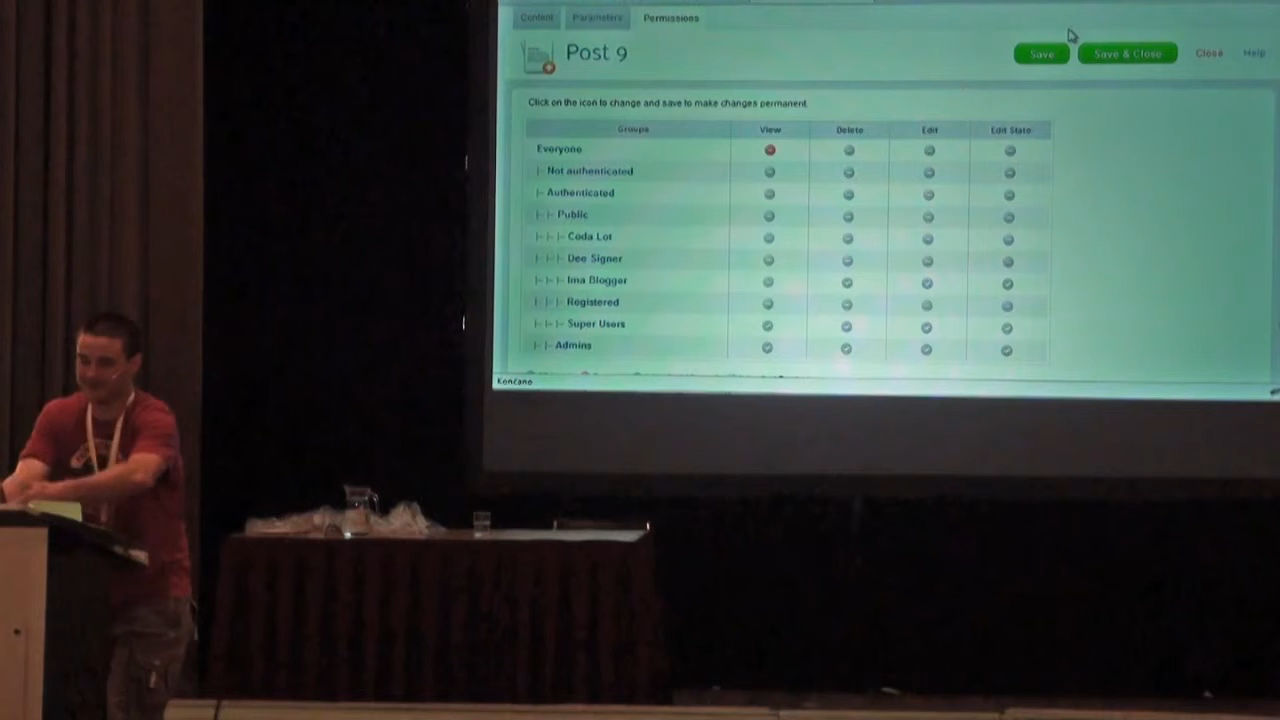 Content Parameters Permissions
Post 9
Save Save & Close Close Help
Click on the icon to change and save to make changes permanent.
Groups View Delete Edit Edit State
Everyone
|- Not authenticated
|- Authenticated
|- |- Public
|- |- |- Coda Lot
|- |- |- Dee Signer
|- |- |- Ima Blogger
|- |- |- Registered
|- |- |- Super Users
|- |- Admins